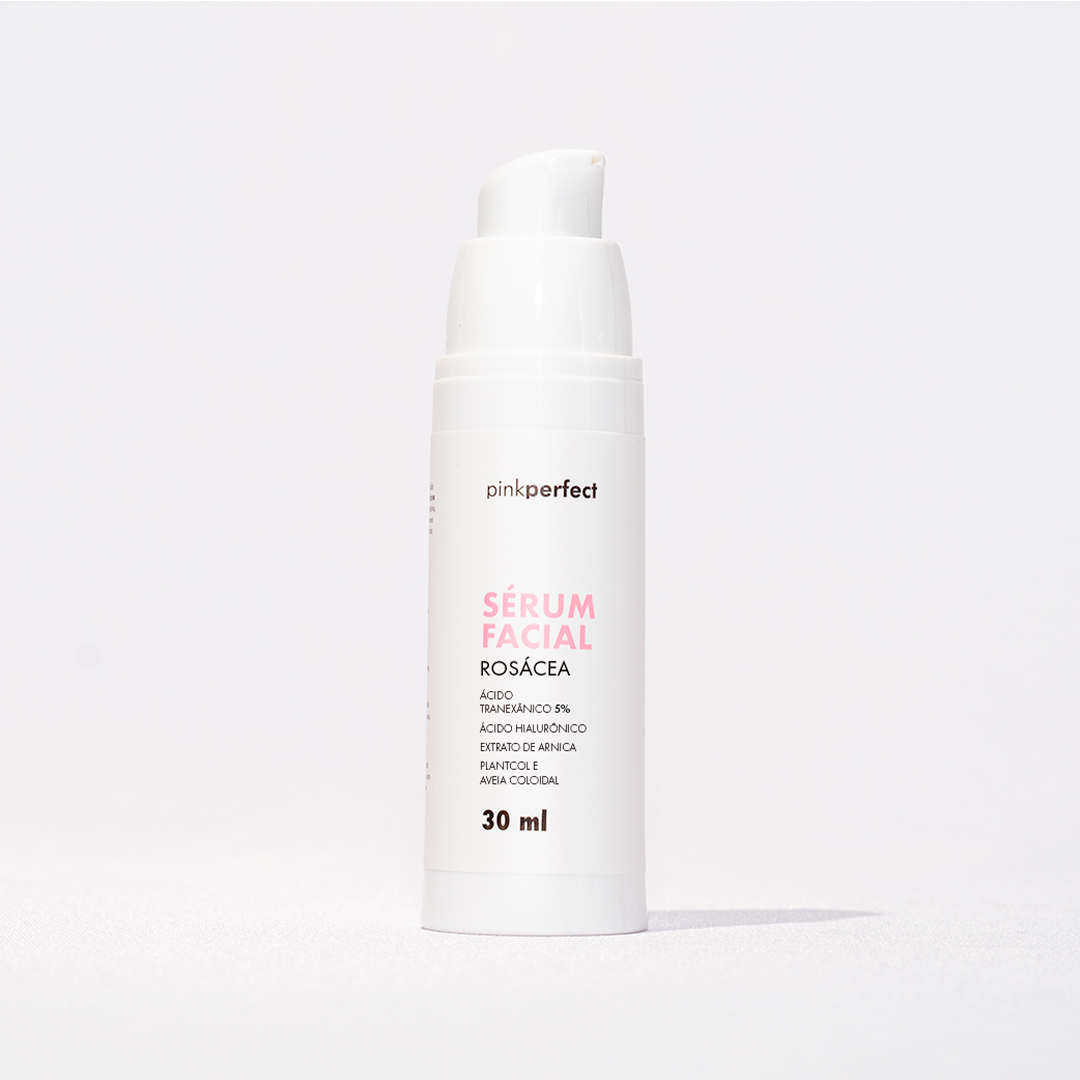 pinkperfect
SÉRUM
FACIAL
ROSÁCEA
ÁCIDO
TRANEXÂNICO 5%
ÁCIDO HIALURÔNICO
EXTRATO DE ARNICA
PLANTCOL E
AVEIA COLOIDAL
30 ml